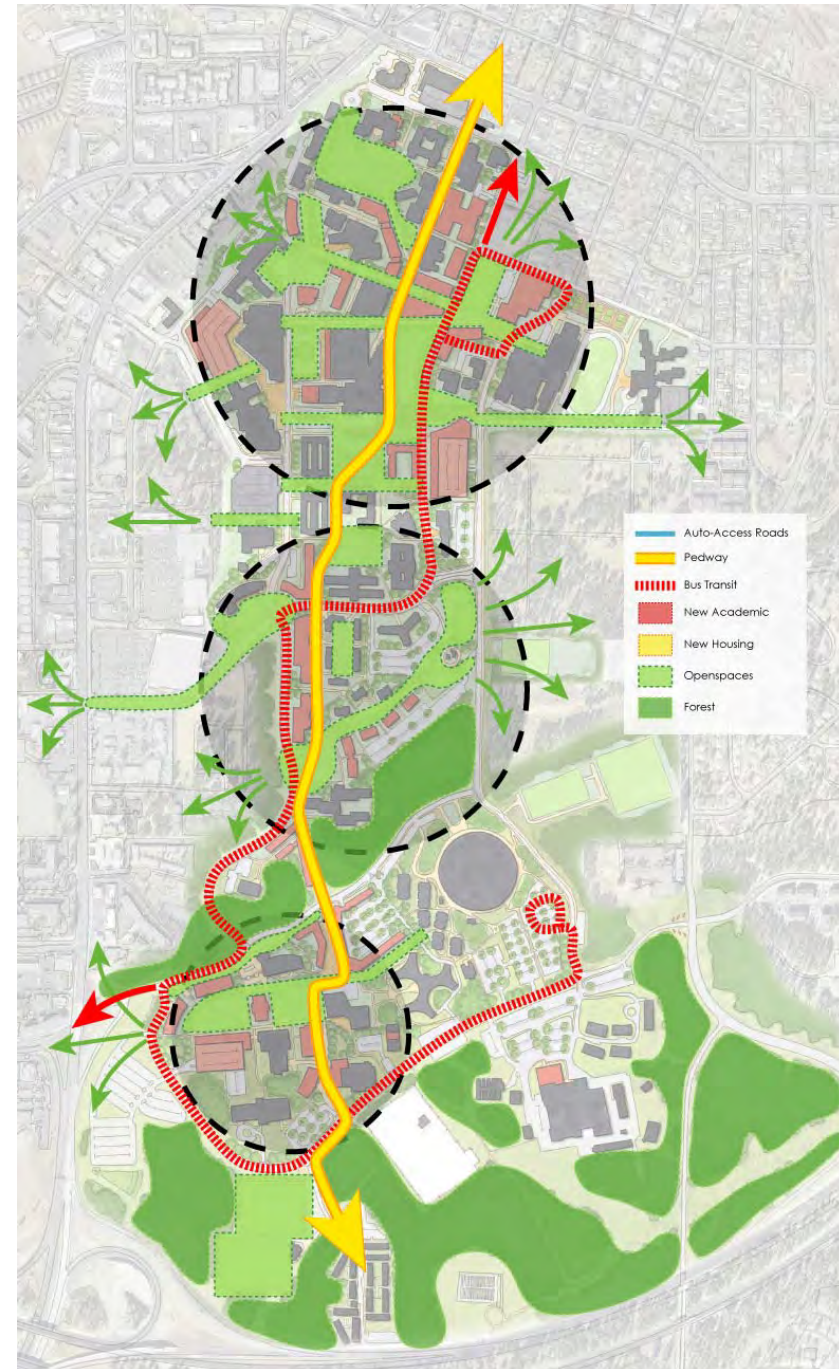 Auto-Access Roads
Pedway
Bus Transit
New Academic
New Housing
Openspaces
Forest